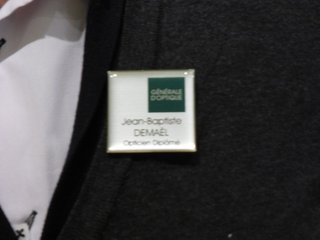 GÉNÉRALE
D'OPTIQUE
Jean-Baptiste
DEMAËL
Opticien Diplômé